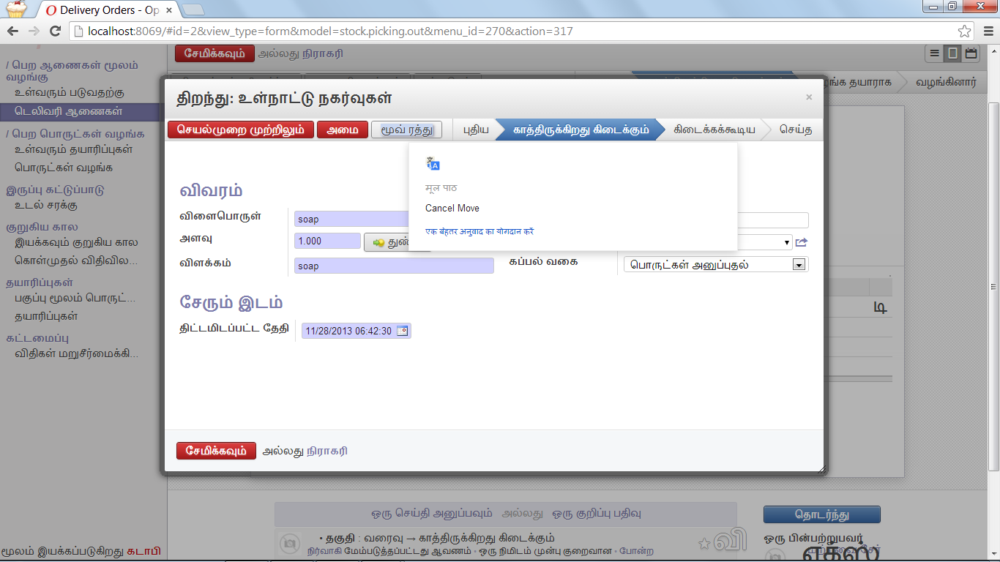 Delivery Orders - Op
localhost:8069/#id=2&view_type=form&model=stock.picking.out&menu_id=270&action=317
/ பெற ஆணைகள் மூலம்
வழங்கு
உள்வரும் படுவதற்கு
டெலிவரி ஆணைகள்
/ பெற பொருட்கள் வழங்க
உள்வரும் தயாரிப்புகள்
பொருட்கள் வழங்க
இருப்பு கட்டுப்பாடு
உடல் சரக்கு
குறுகிய கால
இயக்கவும் குறுகிய கால
கொள்முதல் விதிவில...
தயாரிப்புகள்
பகுப்பு மூலம் பொருட்...
தயாரிப்புகள்
கட்டமைப்பு
விதிகள் மறுசீர்மைக்கி...
மூலம் இயக்கப்படுகிறது கடாபி
சேமிக்கவும் அல்லது நிராகரி
ங்க தயாராக வழங்கினார்
திறந்து: உள்நாட்டு நகர்வுகள் ×
செயல்முறை முற்றிலும் அமை மூவ் ரத்து புதிய காத்திருக்கிறது கிடைக்கும் கிடைக்கக்கூடிய செய்த
मूल पाठ
Cancel Move
एक बेहतर अनुवाद का योगदान करें
விவரம்
விளைபொருள் soap
அளவு 1.000 துன்
விளக்கம் soap
கப்பல் வகை பொருட்கள் அனுப்புதல்
சேரும் இடம்
திட்டமிடப்பட்ட தேதி 11/28/2013 06:42:30
சேமிக்கவும் அல்லது நிராகரி
டி
ஒரு செய்தி அனுப்பவும் அல்லது ஒரு குறிப்பு பதிவு
தொடர்ந்து
• தகுதி : வரைவு → காத்திருக்கிறது கிடைக்கும்
நிர்வாகி மேம்படுத்தப்பட்டது ஆவணம் • ஒரு நிமிடம் முன்பு குறைவான • போன்ற
வி
ஒரு பின்பற்றுபவர்
எகஸ்